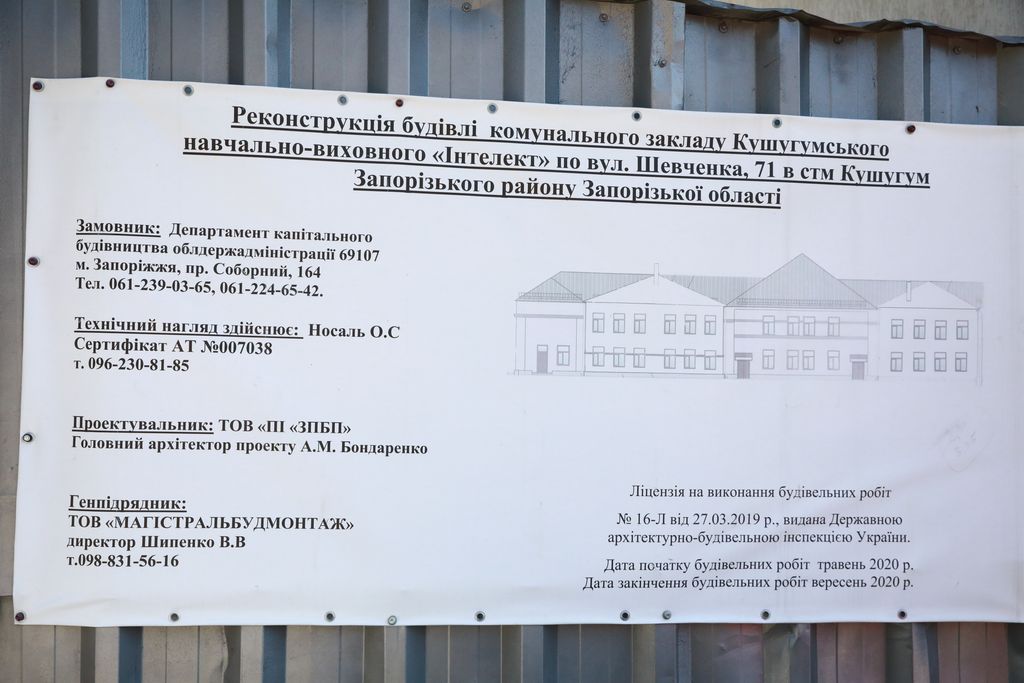 Реконструкція будівлі комунального закладу Кушугумського
навчально-виховного «Інтелект» по вул. Шевченка, 71 в стм Кушугум
Запорізького району Запорізької області
Замовник: Департамент капітального
будівництва облдержадміністрації 69107
м. Запоріжжя, пр. Соборний, 164
Тел. 061-239-03-65, 061-224-65-42.
Технічний нагляд здійснює: Носаль О.С
Сертифікат АТ №007038
т. 096-230-81-85
Проектувальник: ТОВ «ПІ «ЗПБП»
Головний архітектор проекту А.М. Бондаренко
Генпідрядник:
ТОВ «МАГІСТРАЛЬБУДМОНТАЖ»
директор Шипенко В.В
т.098-831-56-16
Ліцензія на виконання будівельних робіт
№ 16-Л від 27.03.2019 р., видана Державною
архітектурно-будівельною інспекцією України.
Дата початку будівельних робіт травень 2020 р.
Дата закінчення будівельних робіт вересень 2020 р.